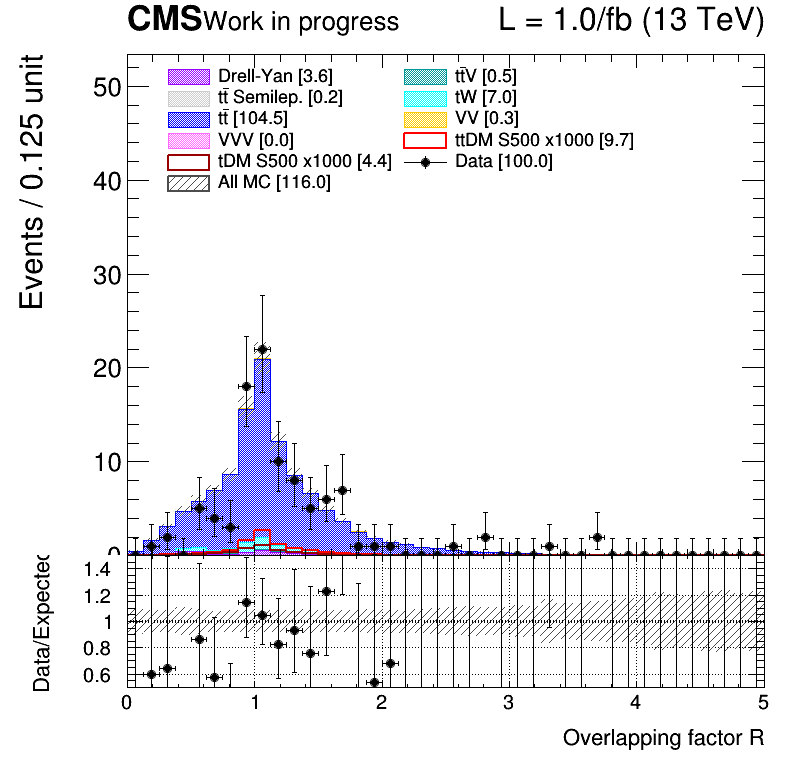 CMS Work in progress L = 1.0/fb (13 TeV)
Events / 0.125 unit
50
40
30
20
10
0
Drell-Yan [3.6]
tt̄ Semilep. [0.2]
tt̄ [104.5]
VVV [0.0]
tDM S500 x1000 [4.4]
All MC [116.0]
tt̄V [0.5]
tW [7.0]
VV [0.3]
ttDM S500 x1000 [9.7]
Data [100.0]
Data/Expected
1.4
1.2
1
0.8
0.6
0 1 2 3 4 5
Overlapping factor R